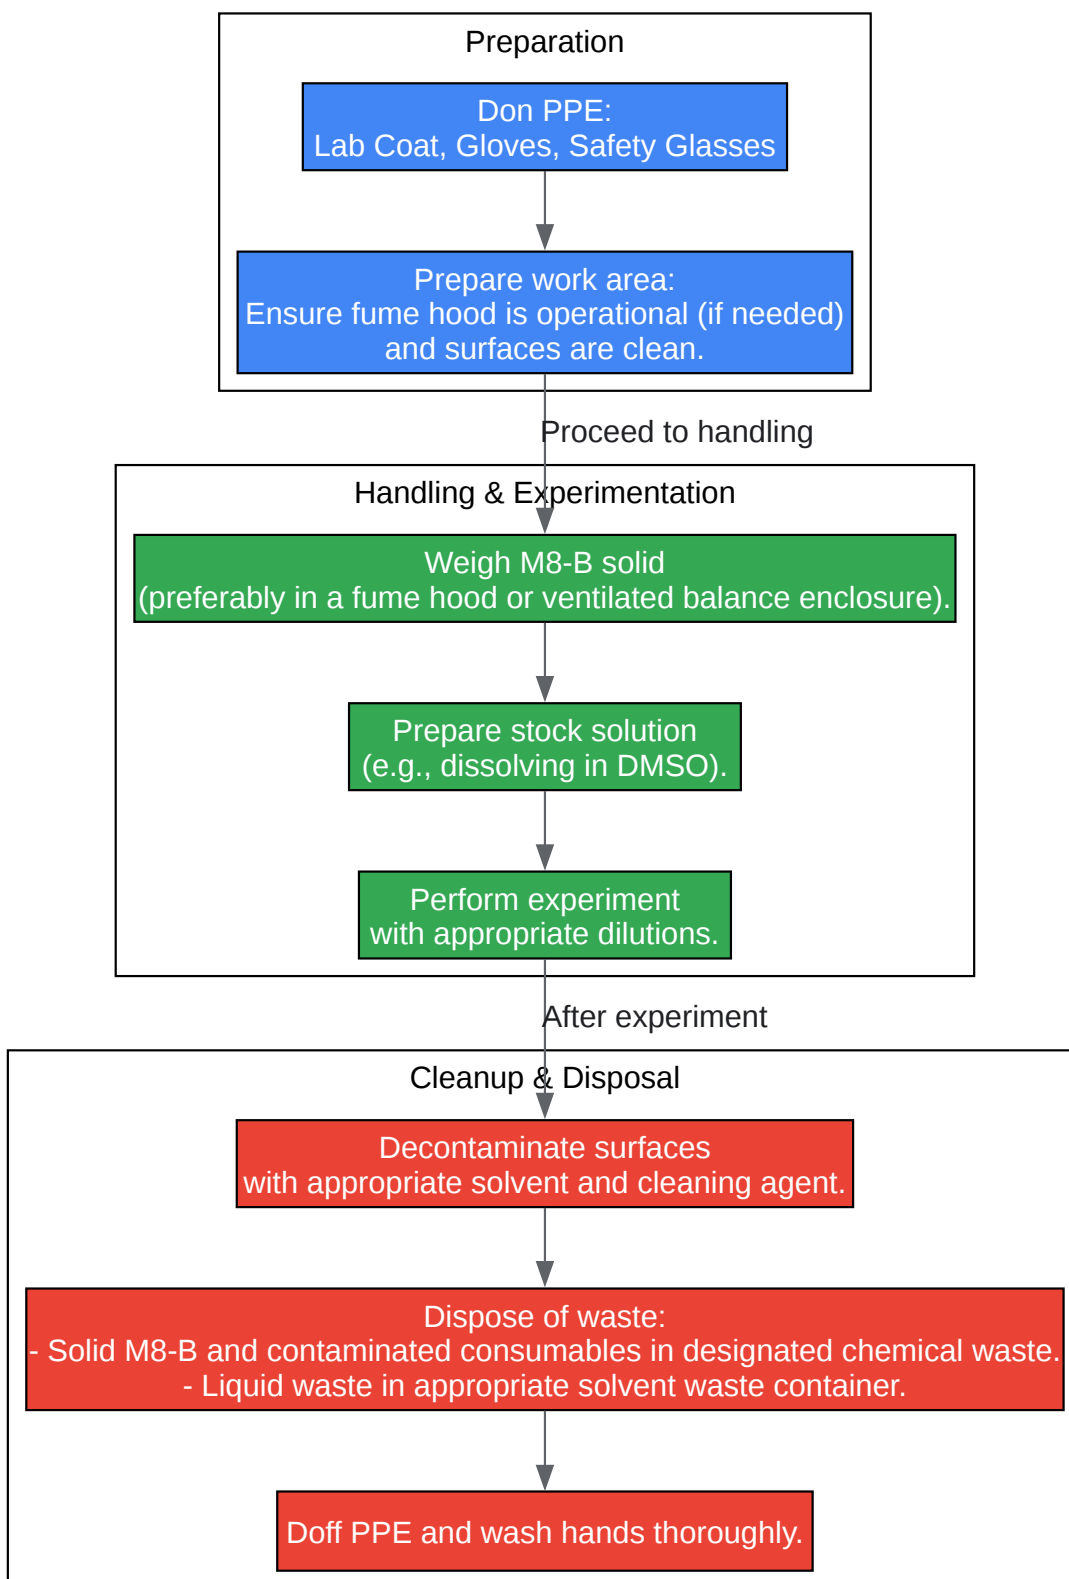 Preparation
Don PPE:
Lab Coat, Gloves, Safety Glasses
Prepare work area:
Ensure fume hood is operational (if needed)
and surfaces are clean.
Proceed to handling
Handling & Experimentation
Weigh M8-B solid
(preferably in a fume hood or ventilated balance enclosure).
Prepare stock solution
(e.g., dissolving in DMSO).
Perform experiment
with appropriate dilutions.
After experiment
Cleanup & Disposal
Decontaminate surfaces
with appropriate solvent and cleaning agent.
Dispose of waste:
- Solid M8-B and contaminated consumables in designated chemical waste.
- Liquid waste in appropriate solvent waste container.
Doff PPE and wash hands thoroughly.